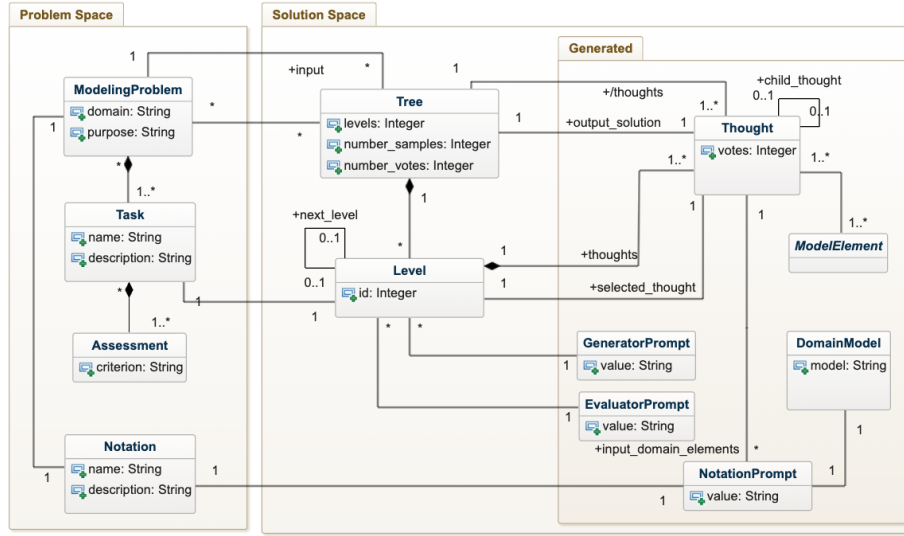 Problem Space
Solution Space
Generated
1
+input
*
1
+/thoughts
1..*
+child_thought
0..1
0..1
ModelingProblem
domain: String
purpose: String
*
*
1
Tree
levels: Integer
number_samples: Integer
number_votes: Integer
1
+output_solution
1
Thought
votes: Integer
1..*
1..*
*
1..*
1
Task
name: String
description: String
+next_level
0..1
0..1
*
1
+thoughts
1
1
1..*
ModelElement
Level
id: Integer
1
+selected_thought
1
1
*
*
*
1..*
Assessment
criterion: String
GeneratorPrompt
value: String
1
DomainModel
model: String
EvaluatorPrompt
value: String
1
+input_domain_elements
*
1
Notation
name: String
description: String
1
1
NotationPrompt
value: String
1
1